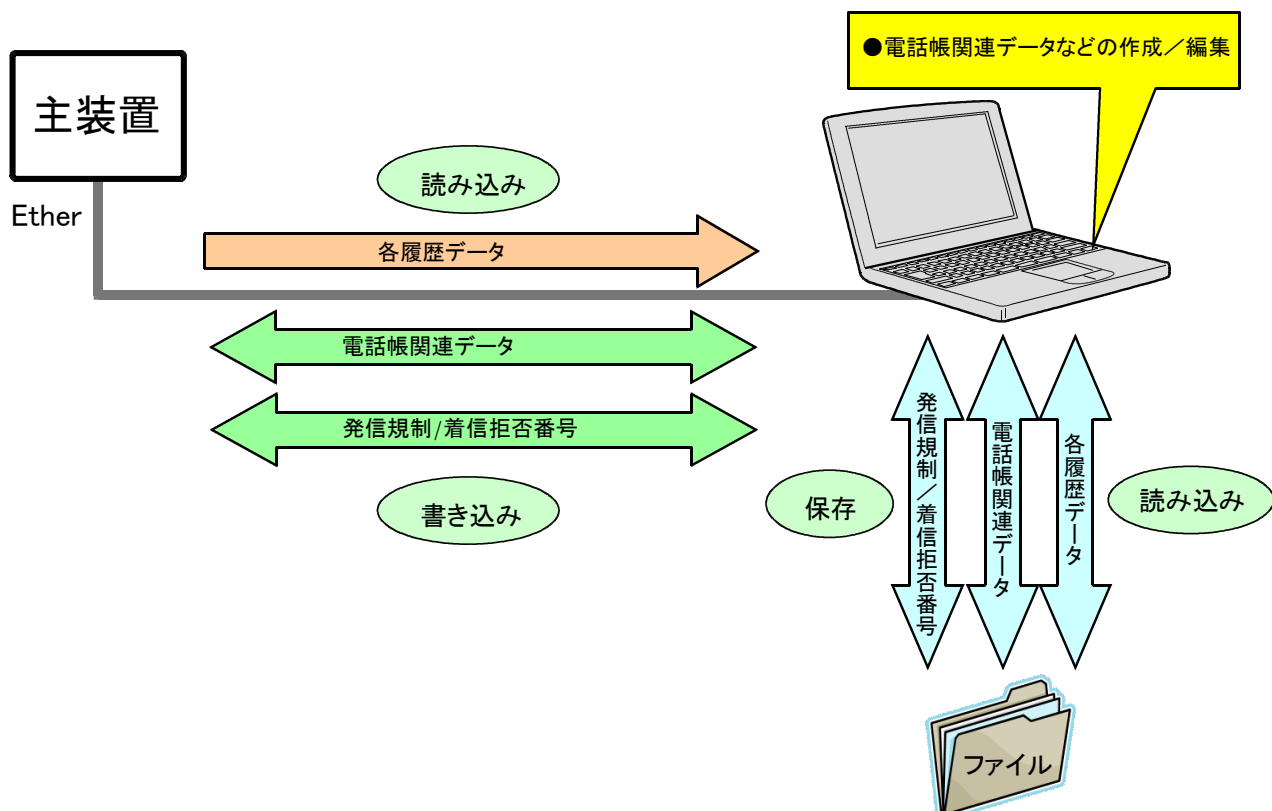 ●電話帳関連データなどの作成／編集
主装置
Ether
読み込み
各履歴データ
電話帳関連データ
発信規制/着信拒否番号
書き込み
保存
発信規制／着信拒否番号
電話帳関連データ
各履歴データ
読み込み
ファイル